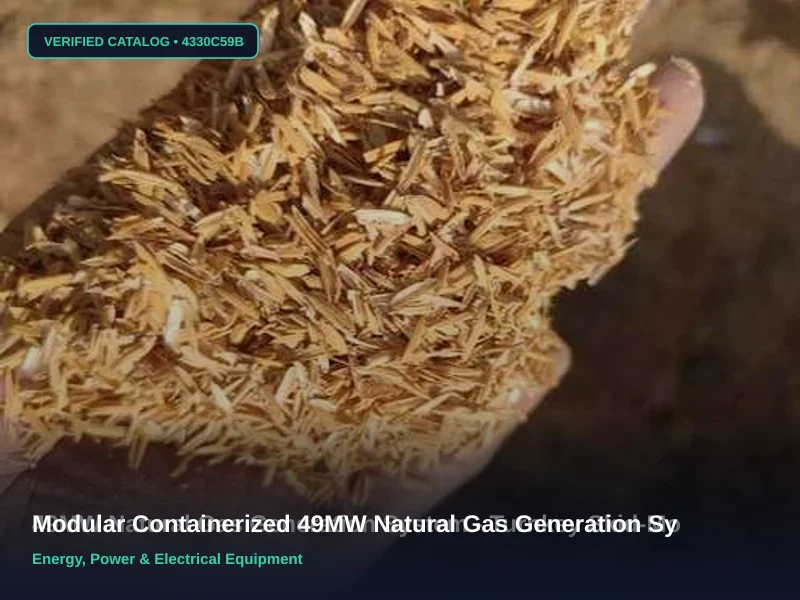 VERIFIED CATALOG • 4330C59B
Modular Containerized 49MW Natural Gas Generation Sy
Energy, Power & Electrical Equipment